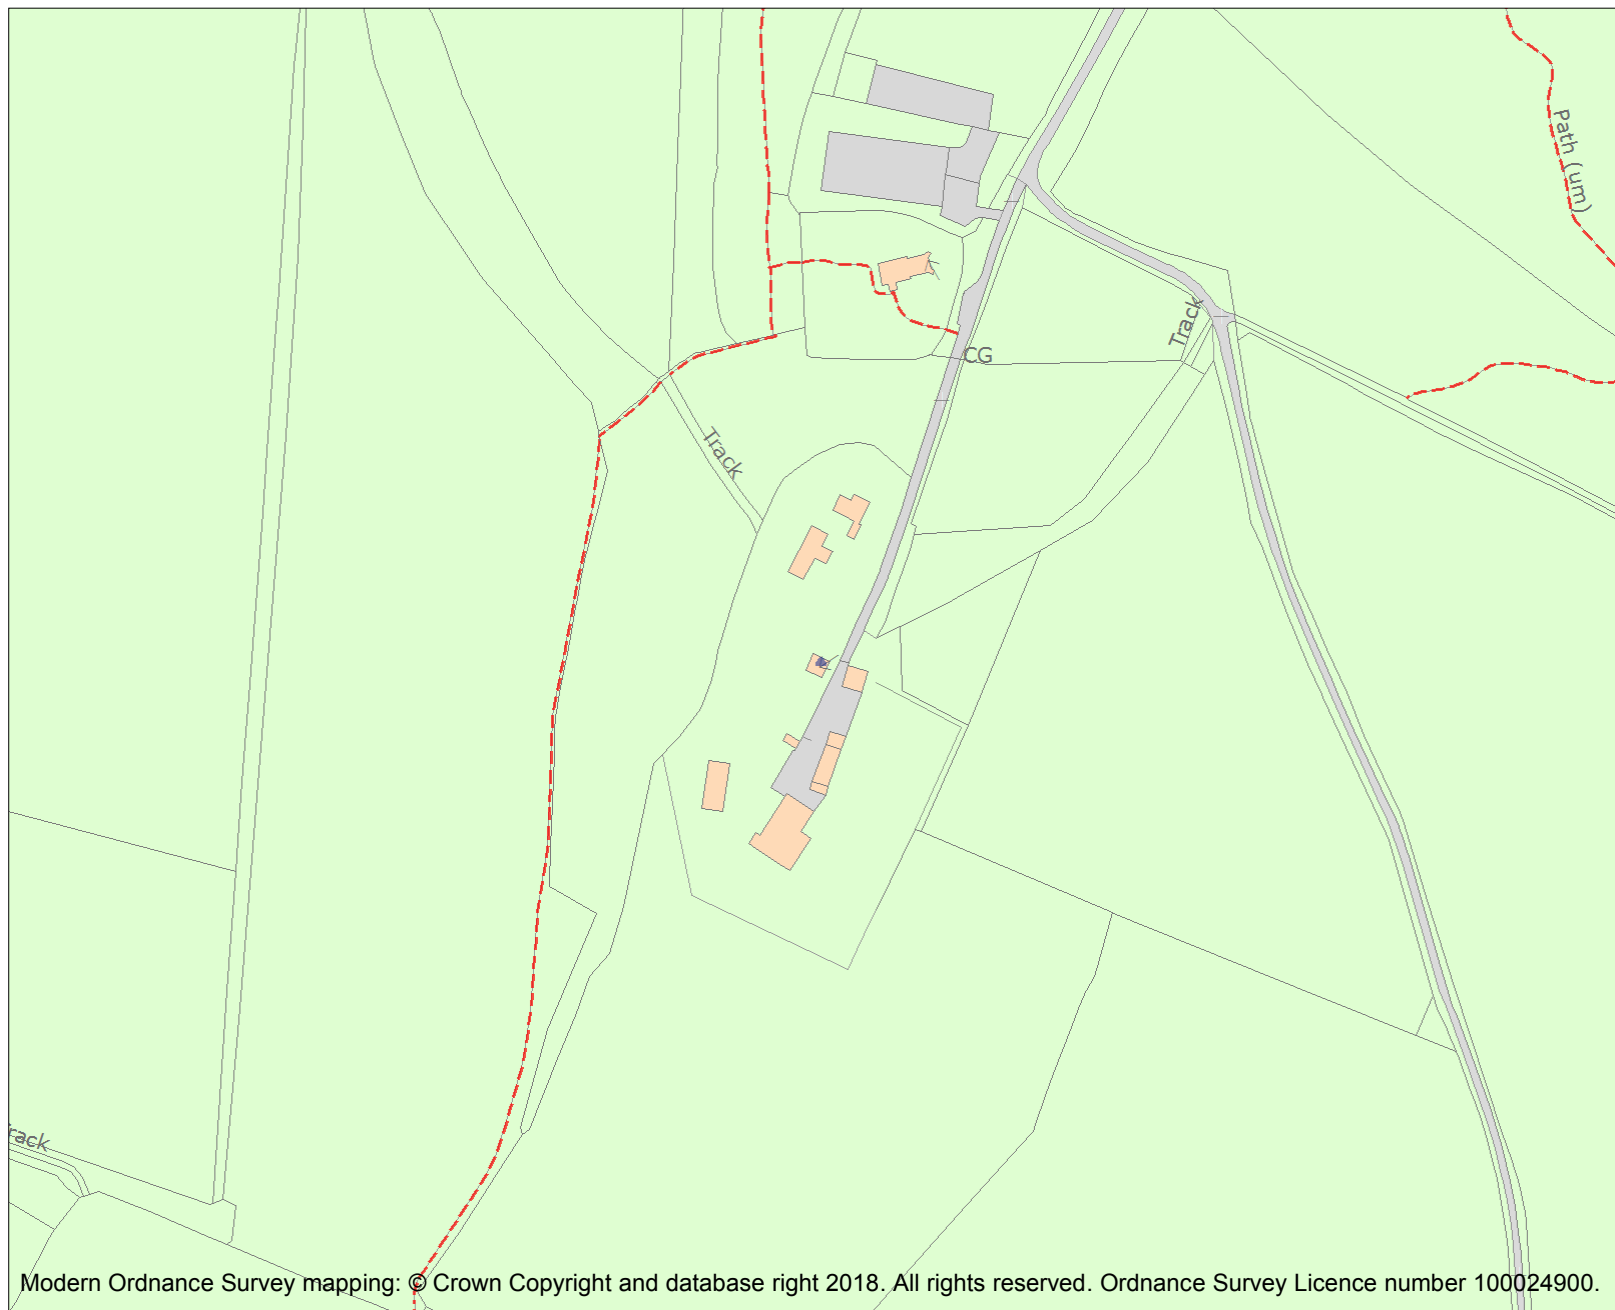 Path (um)
Track
CG
Track
rack
Modern Ordnance Survey mapping: © Crown Copyright and database right 2018. All rights reserved. Ordnance Survey Licence number 100024900.